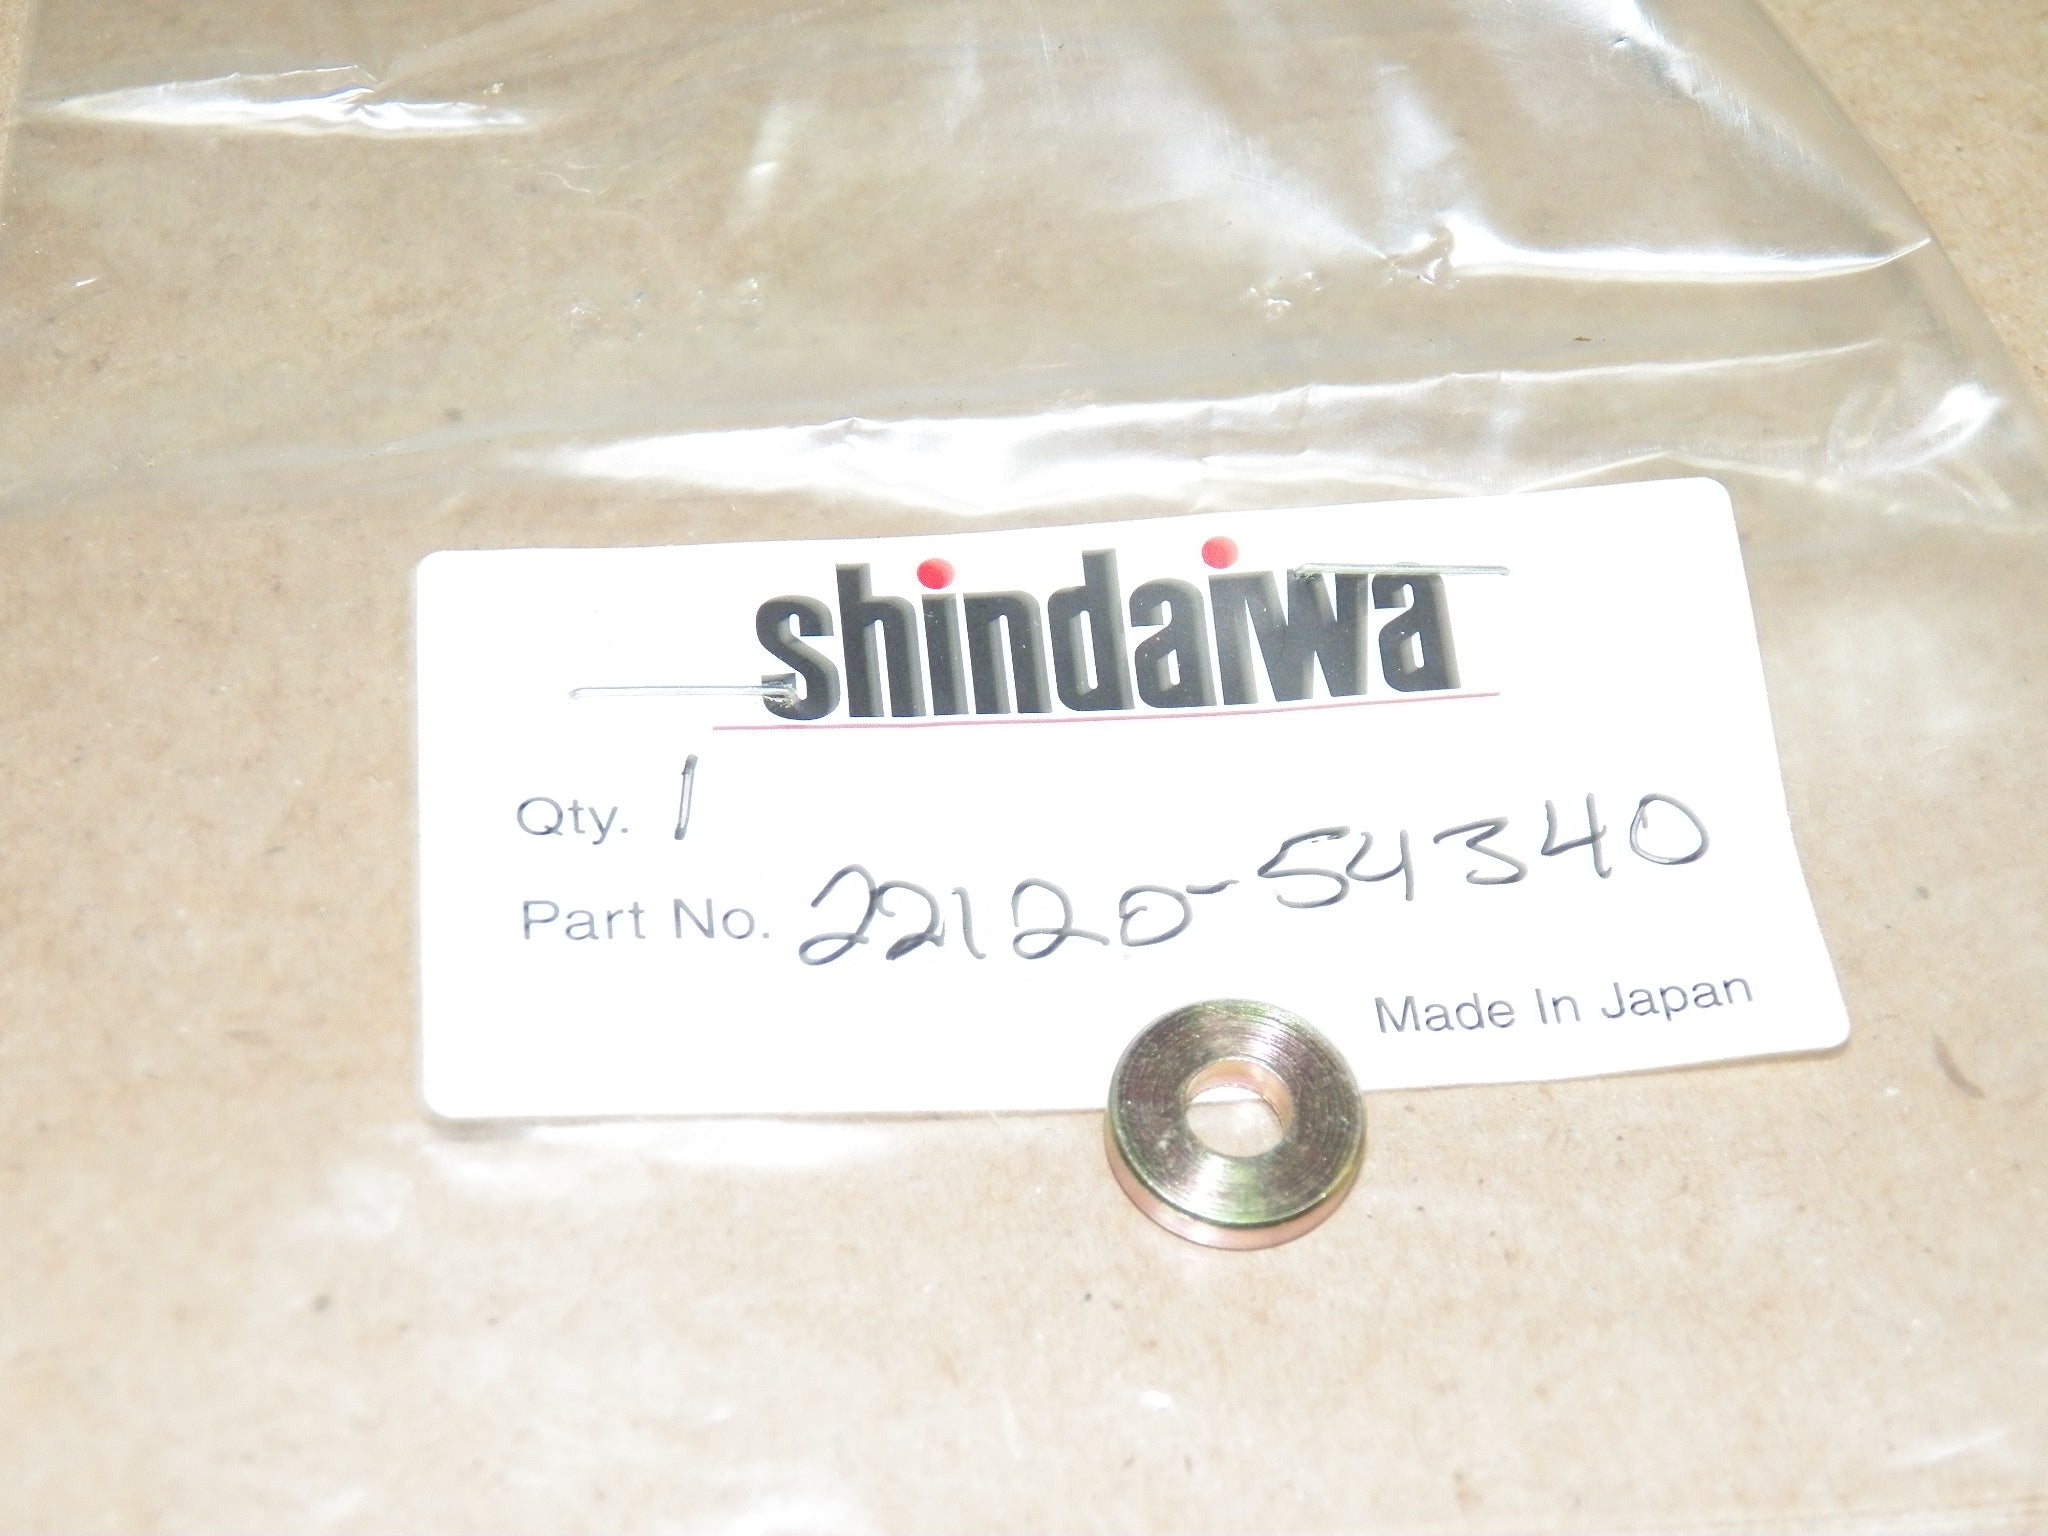 shindaiwa
Qty. 1
Part No. 22120-54340
Made In Japan